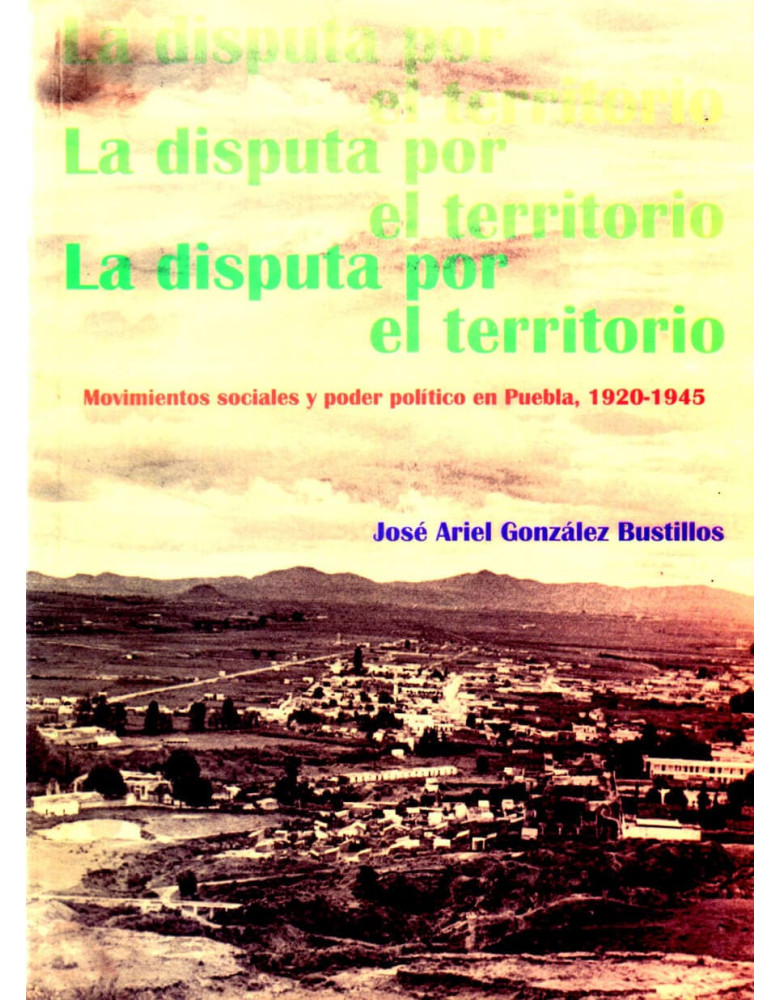 La disputa por
el territorio
La disputa por
el territorio
La disputa por
el territorio
Movimientos sociales y poder político en Puebla, 1920-1945
José Ariel González Bustillos